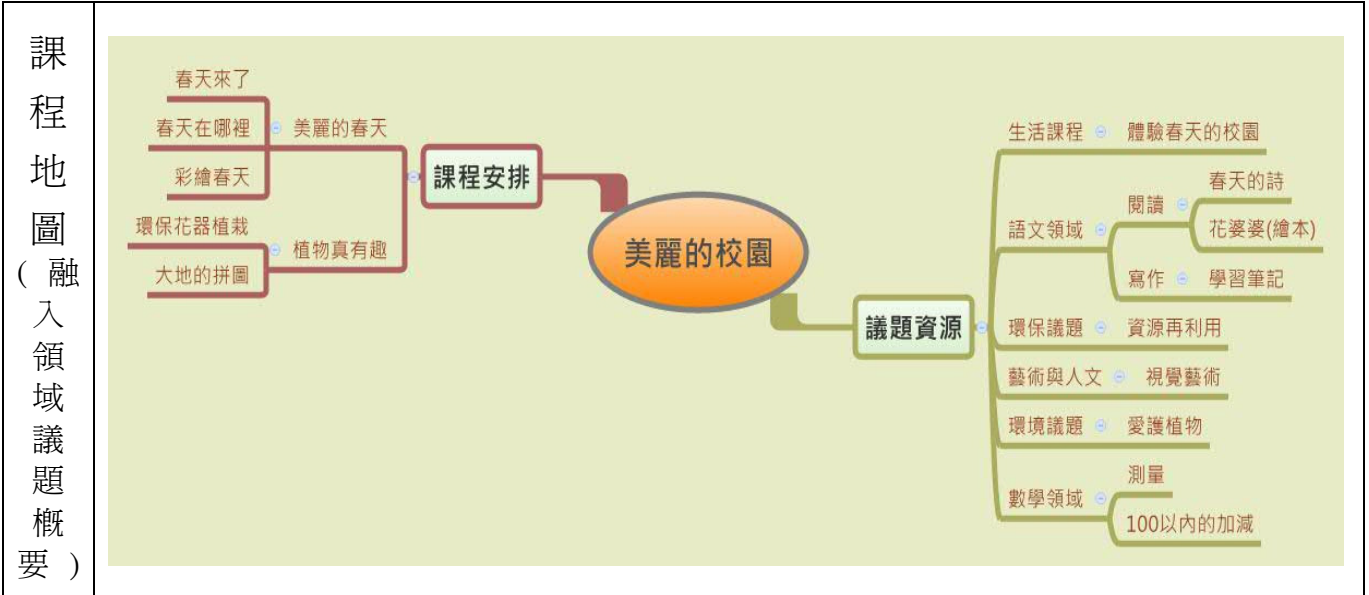 課
程
地
圖
( 融
入
領
域
議
題
概
要 )
美麗的校園
課程安排
美麗的春天
春天來了
春天在哪裡
彩繪春天
植物真有趣
環保花器植栽
大地的拼圖
議題資源
生活課程
體驗春天的校園
語文領域
閱讀
春天的詩
花婆婆(繪本)
寫作
學習筆記
環保議題
資源再利用
藝術與人文
視覺藝術
環境議題
愛護植物
數學領域
測量
100以內的加減